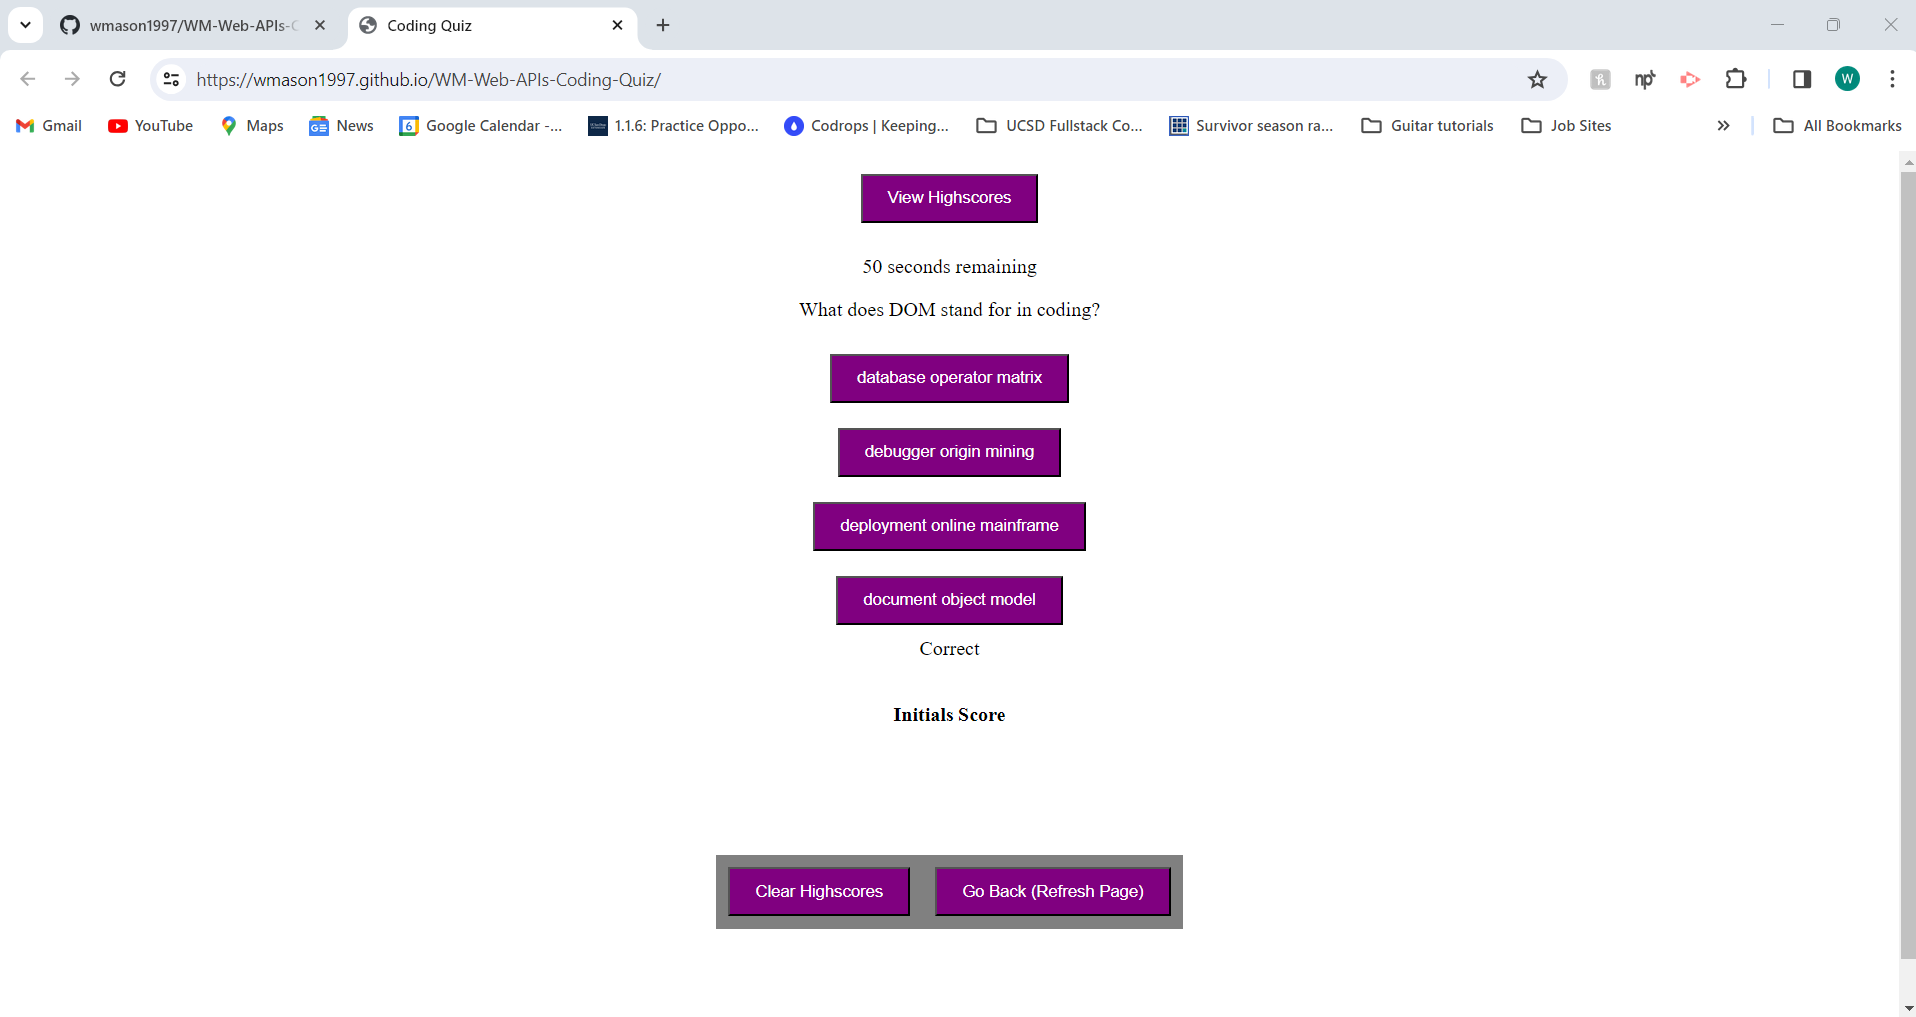 wmason1997/WM-Web-APIs-C
Coding Quiz
https://wmason1997.github.io/WM-Web-APIs-Coding-Quiz/
W
Gmail YouTube Maps News Google Calendar -... 1.1.6: Practice Oppo... Codrops | Keeping... UCSD Fullstack Co... Survivor season ra... Guitar tutorials Job Sites » All Bookmarks
View Highscores
50 seconds remaining
What does DOM stand for in coding?
database operator matrix
debugger origin mining
deployment online mainframe
document object model
Correct
Initials Score
Clear Highscores Go Back (Refresh Page)